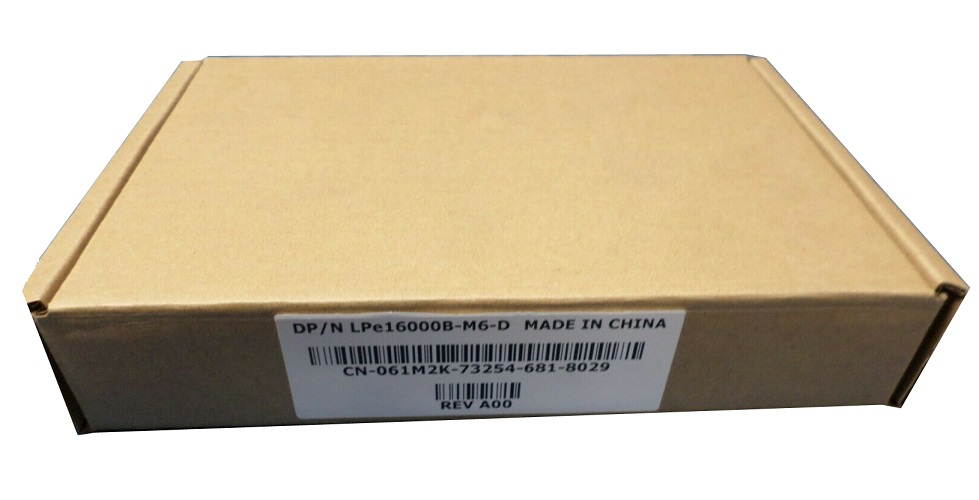 DP/N LPe16000B-M6-D MADE IN CHINA
CN-061M2K-73254-681-8029
REV A00